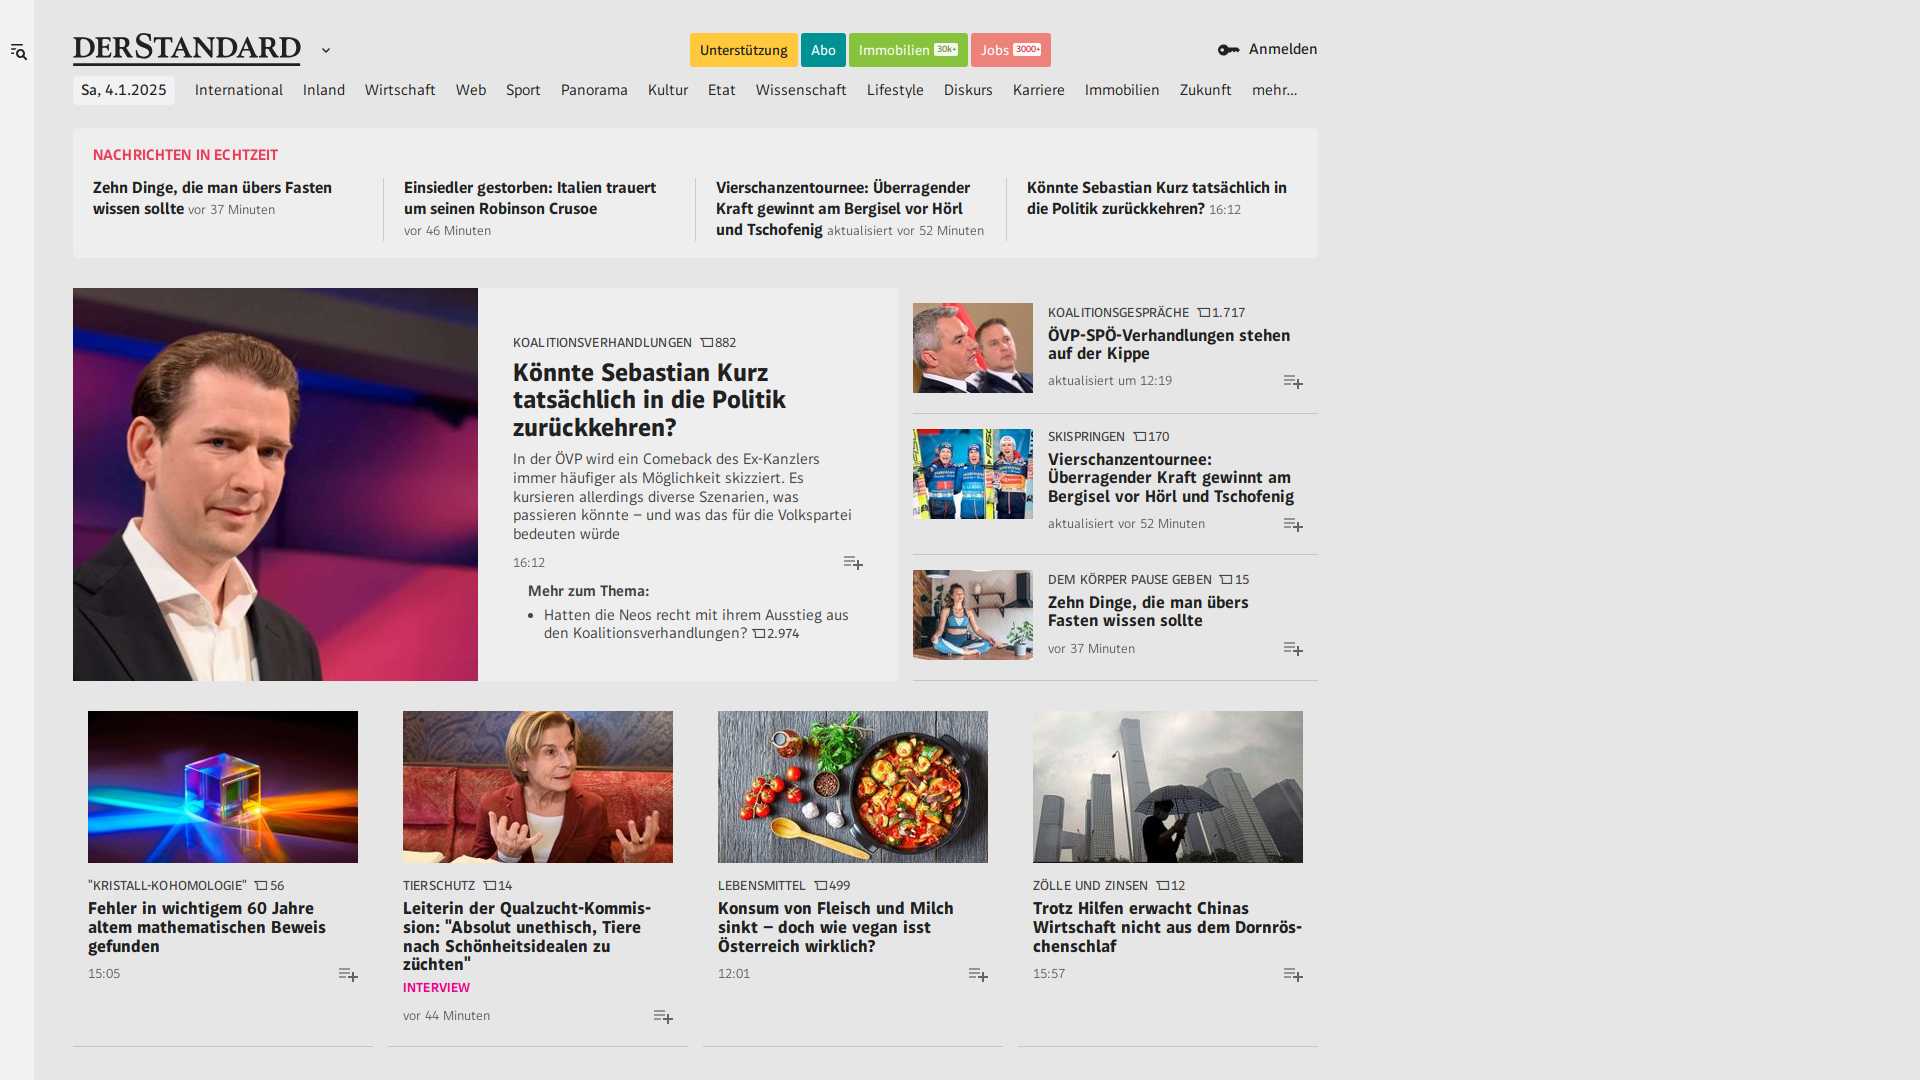 DERSTANDARD
Unterstützung
Abo
Immobilien 30k+
Jobs 3000+
Anmelden
Sa, 4.1.2025
International
Inland
Wirtschaft
Web
Sport
Panorama
Kultur
Etat
Wissenschaft
Lifestyle
Diskurs
Karriere
Immobilien
Zukunft
mehr...
NACHRICHTEN IN ECHTZEIT
Zehn Dinge, die man übers Fasten
wissen sollte vor 37 Minuten
Einsiedler gestorben: Italien trauert
um seinen Robinson Crusoe
vor 46 Minuten
Vierschanzentournee: Überragender
Kraft gewinnt am Bergisel vor Hörl
und Tschofenig aktualisiert vor 52 Minuten
Könnte Sebastian Kurz tatsächlich in
die Politik zurückkehren? 16:12
KOALITIONSVERHANDLUNGEN 882
Könnte Sebastian Kurz
tatsächlich in die Politik
zurückkehren?
In der ÖVP wird ein Comeback des Ex-Kanzlers
immer häufiger als Möglichkeit skizziert. Es
kursieren allerdings diverse Szenarien, was
passieren könnte – und was das für die Volkspartei
bedeuten würde
16:12
Mehr zum Thema:
• Hatten die Neos recht mit ihrem Ausstieg aus
den Koalitionsverhandlungen? 2.974
KOALITIONSGESPRÄCHE 1.717
ÖVP-SPÖ-Verhandlungen stehen
auf der Kippe
aktualisiert um 12:19
SKISPRINGEN 170
Vierschanzentournee:
Überragender Kraft gewinnt am
Bergisel vor Hörl und Tschofenig
aktualisiert vor 52 Minuten
DEM KÖRPER PAUSE GEBEN 15
Zehn Dinge, die man übers
Fasten wissen sollte
vor 37 Minuten
"KRISTALL-KOHOMOLOGIE" 56
Fehler in wichtigem 60 Jahre
altem mathematischen Beweis
gefunden
15:05
TIERSCHUTZ 14
Leiterin der Qualzucht-Kommis-
sion: "Absolut unethisch, Tiere
nach Schönheitsidealen zu
züchten"
INTERVIEW
vor 44 Minuten
LEBENSMITTEL 499
Konsum von Fleisch und Milch
sinkt – doch wie vegan isst
Österreich wirklich?
12:01
ZÖLLE UND ZINSEN 12
Trotz Hilfen erwacht Chinas
Wirtschaft nicht aus dem Dornrös-
chenschlaf
15:57